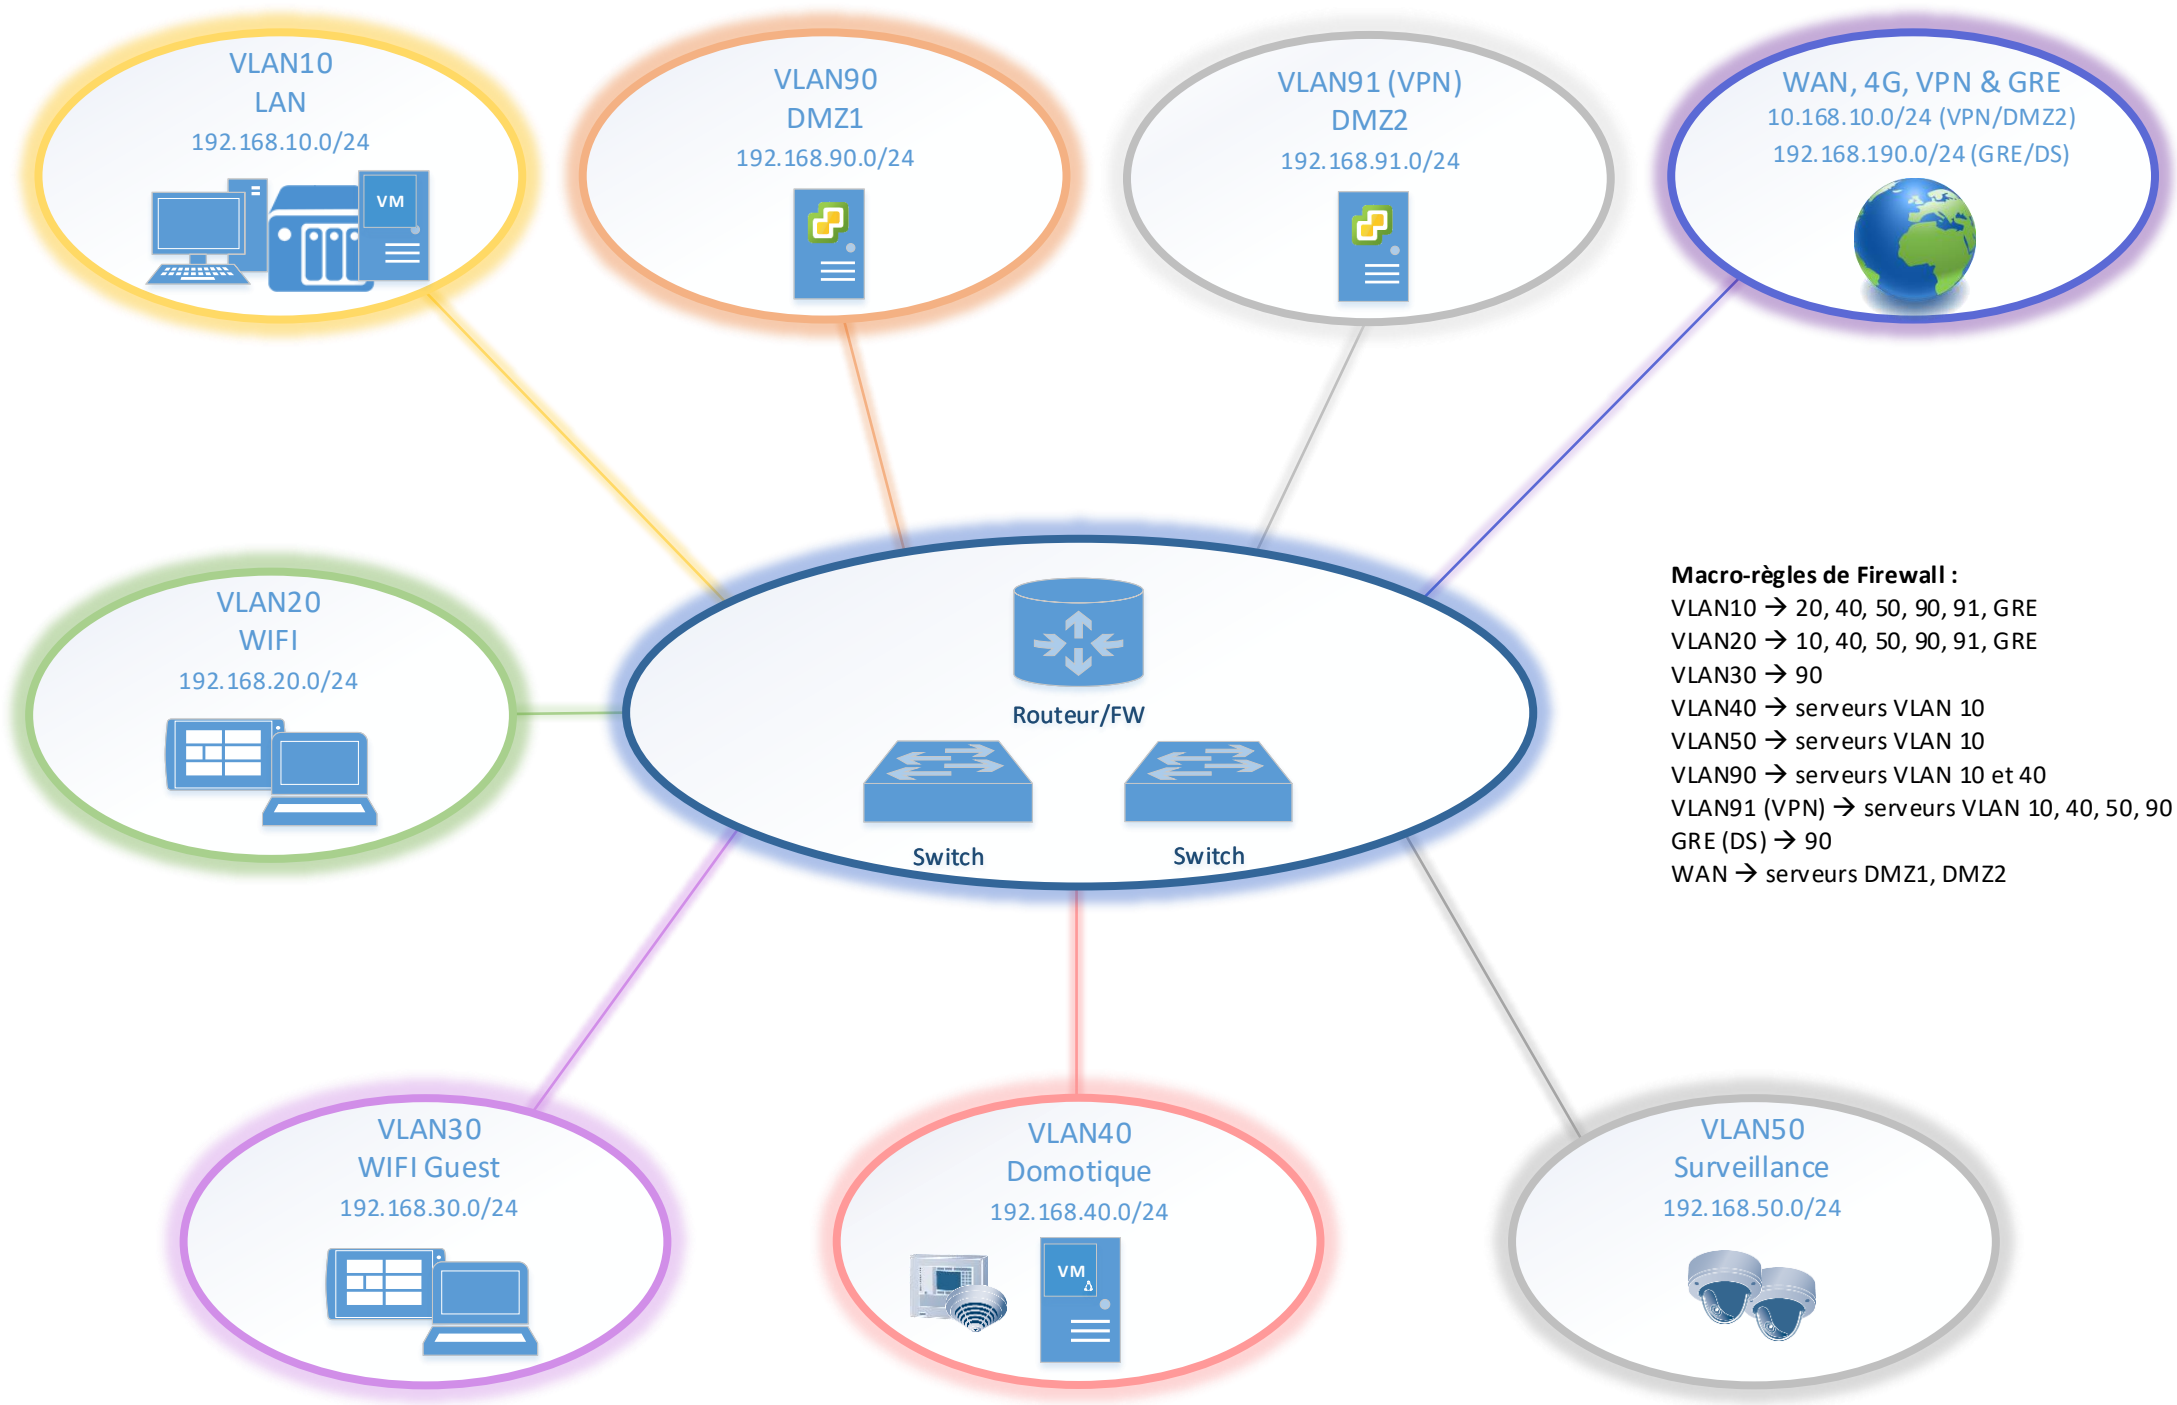 VLAN10
LAN
192.168.10.0/24
VM
VLAN90
DMZ1
192.168.90.0/24
VLAN91 (VPN)
DMZ2
192.168.91.0/24
WAN, 4G, VPN & GRE
10.168.10.0/24 (VPN/DMZ2)
192.168.190.0/24 (GRE/DS)
VLAN20
WIFI
192.168.20.0/24
Routeur/FW
Switch
Switch
Macro-règles de Firewall :
VLAN10 → 20, 40, 50, 90, 91, GRE
VLAN20 → 10, 40, 50, 90, 91, GRE
VLAN30 → 90
VLAN40 → serveurs VLAN 10
VLAN50 → serveurs VLAN 10
VLAN90 → serveurs VLAN 10 et 40
VLAN91 (VPN) → serveurs VLAN 10, 40, 50, 90
GRE (DS) → 90
WAN → serveurs DMZ1, DMZ2
VLAN30
WIFI Guest
192.168.30.0/24
VLAN40
Domotique
192.168.40.0/24
VM
VLAN50
Surveillance
192.168.50.0/24